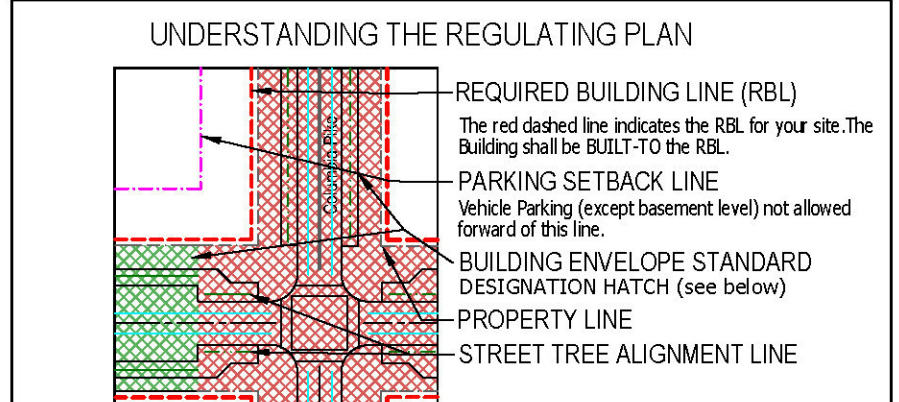 UNDERSTANDING THE REGULATING PLAN
REQUIRED BUILDING LINE (RBL)
The red dashed line indicates the RBL for your site.The
Building shall be BUILT-TO the RBL.
PARKING SETBACK LINE
Vehicle Parking (except basement level) not allowed
forward of this line.
BUILDING ENVELOPE STANDARD
DESIGNATION HATCH (see below)
PROPERTY LINE
STREET TREE ALIGNMENT LINE
Columbia Pike